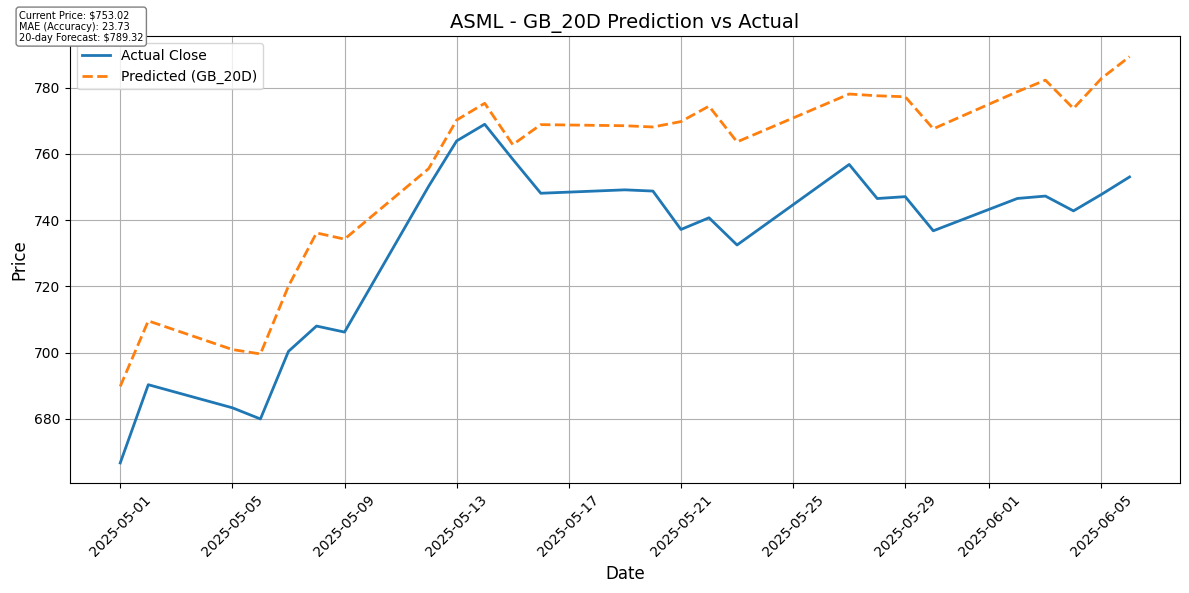 ASML - GB_20D Prediction vs Actual
Current Price: $753.02
MAE (Accuracy): 23.73
20-day Forecast: $789.32
Actual Close
Predicted (GB_20D)
Price
780
760
740
720
700
680
2025-05-01
2025-05-05
2025-05-09
2025-05-13
2025-05-17
2025-05-21
2025-05-25
2025-05-29
2025-06-01
2025-06-05
Date